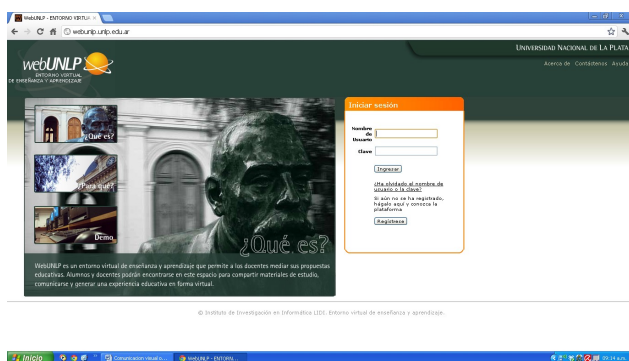 WebUNLP - ENTORNO VIRTUA
webunlp.unlp.edu.ar
UNIVERSIDAD NACIONAL DE LA PLATA
Acerca de Contáctenos Ayuda
webUNLP
ENTORNO VIRTUAL
DE ENSEÑANZA Y APRENDIZAJE
¿Qué es?
¿Para qué?
Demo
¿Qué es?
WebUNLP es un entorno virtual de enseñanza y aprendizaje que permite a los docentes mediar sus propuestas
educativas. Alumnos y docentes podrán encontrarse en este espacio para compartir materiales de estudio,
comunicarse y generar una experiencia educativa en forma virtual.
Iniciar sesión
Nombre
de
Usuario
Clave
Ingresar
¿Ha olvidado el nombre de
usuario o la clave?
Si aún no se ha registrado,
hágalo aquí y conozca la
plataforma
Regístrese
© Instituto de Investigación en Informática LIDI. Entorno virtual de enseñanza y aprendizaje.
Inicio
Comunicacion visual o...
WebUNLP - ENTORN...
09:14 a.m.